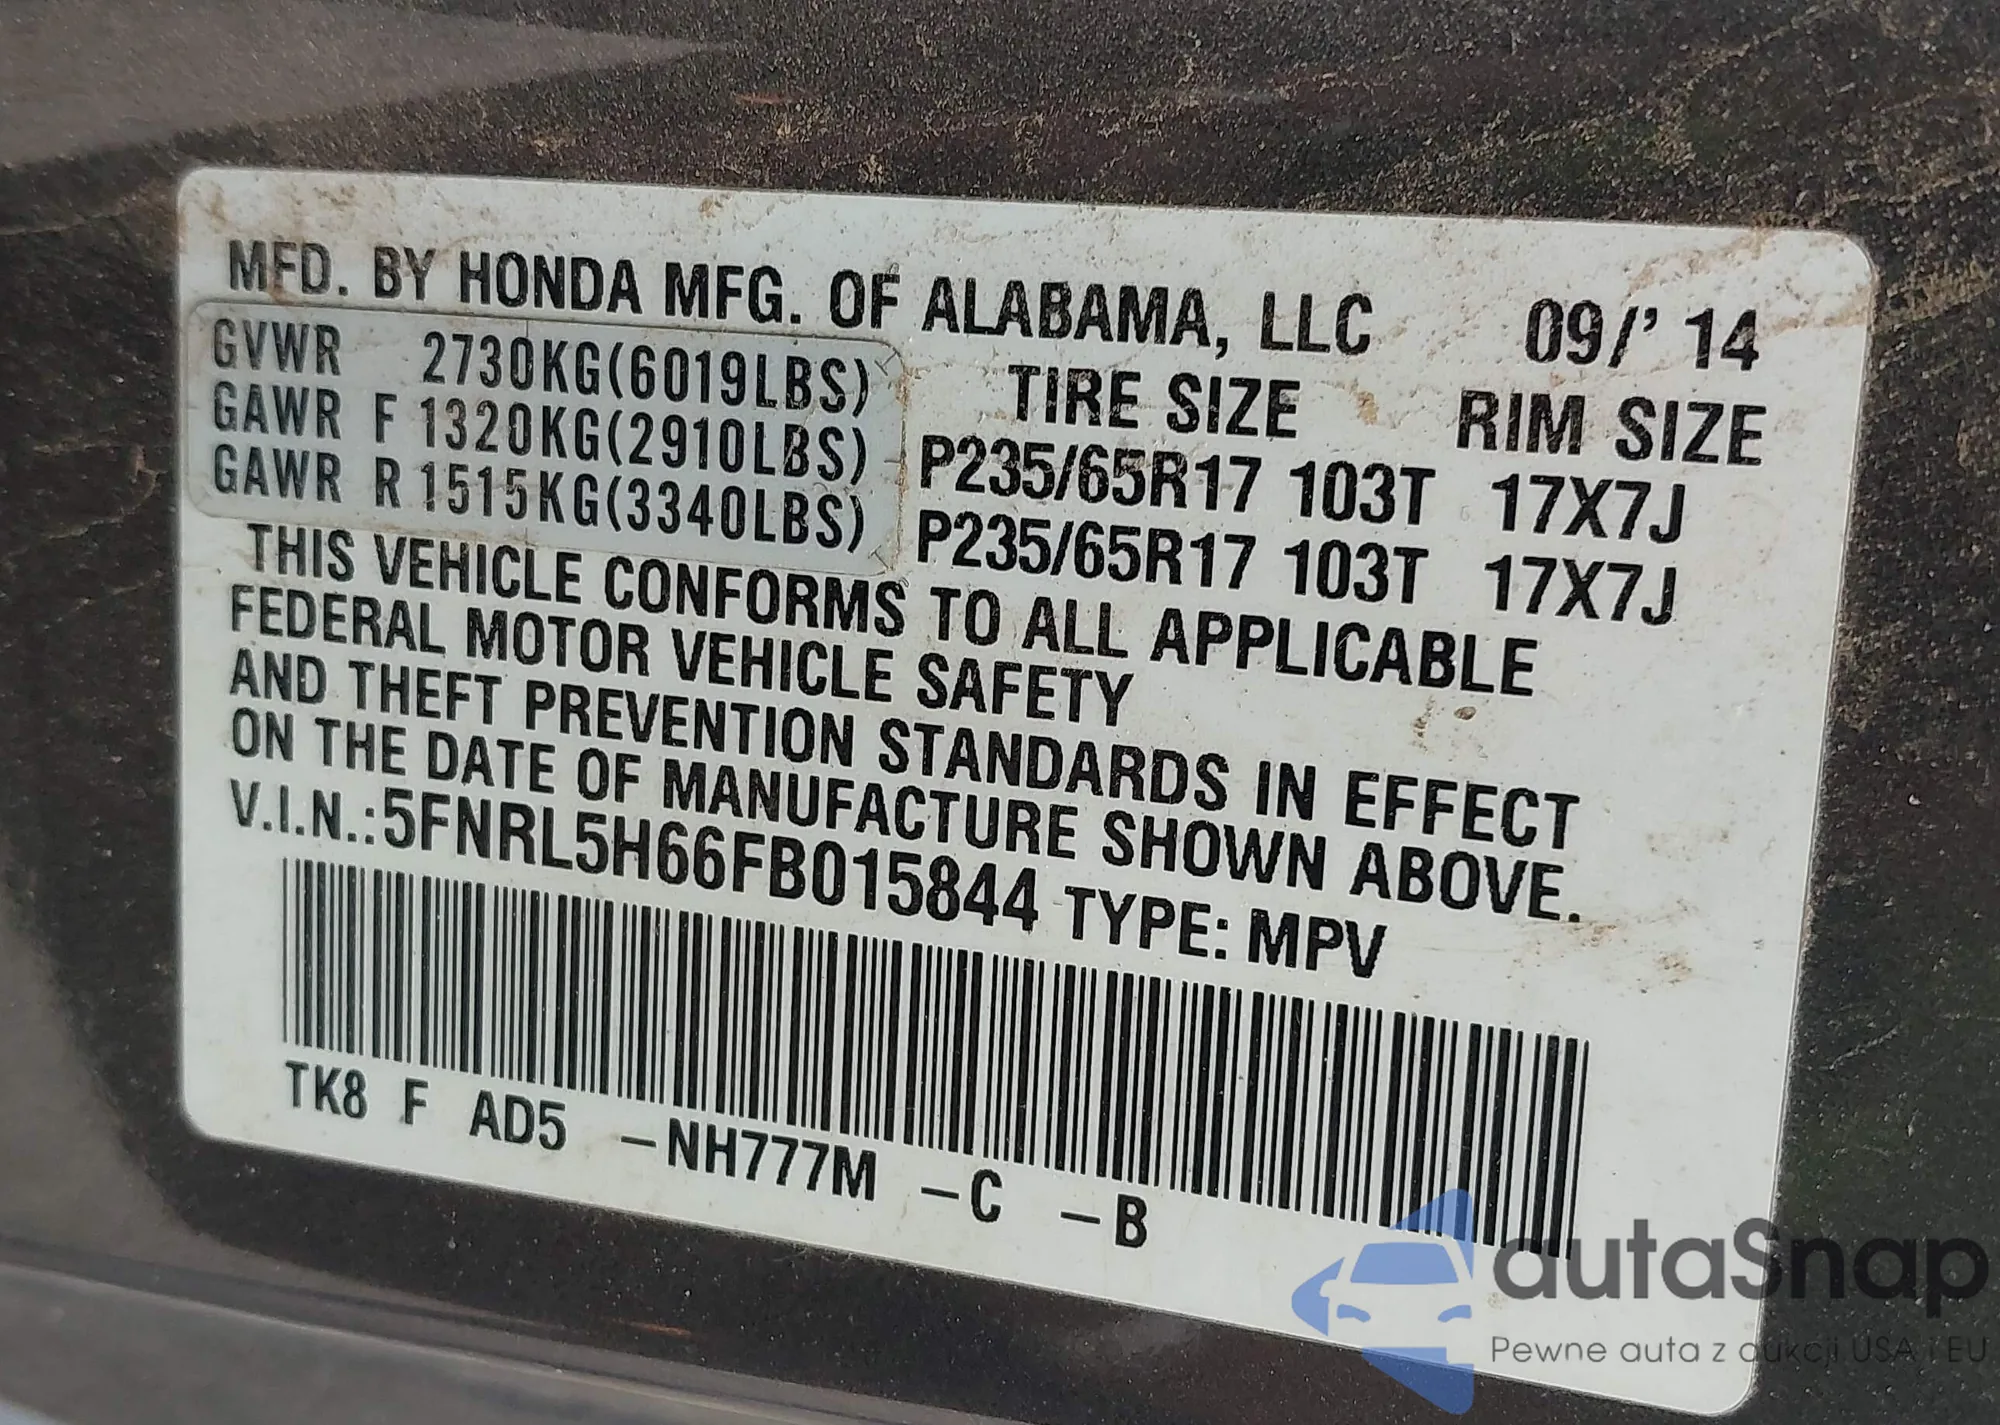 MFD. BY HONDA MFG. OF ALABAMA, LLC 09/' 14
GVWR 2730KG(6019LBS) TIRE SIZE RIM SIZE
GAWR F 1320KG(2910LBS) P235/65R17 103T 17X7J
GAWR R 1515KG(3340LBS) P235/65R17 103T 17X7J
THIS VEHICLE CONFORMS TO ALL APPLICABLE
FEDERAL MOTOR VEHICLE SAFETY
AND THEFT PREVENTION STANDARDS IN EFFECT
ON THE DATE OF MANUFACTURE SHOWN ABOVE.
V.I.N.:5FNRL5H66FB015844 TYPE: MPV
TK8 F AD5 –NH777M –C –B
autaSnap
Pewne auta z aukcji USA i EU